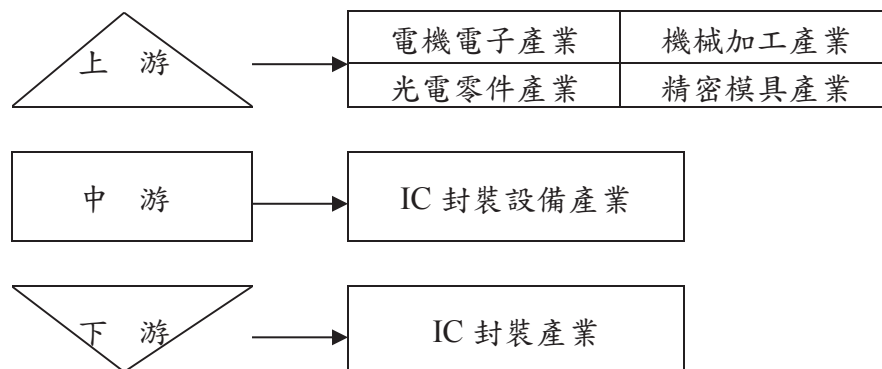 上 游
電機電子產業 機械加工產業
光電零件產業 精密模具產業
中 游
IC 封裝設備產業
下 游
IC 封裝產業